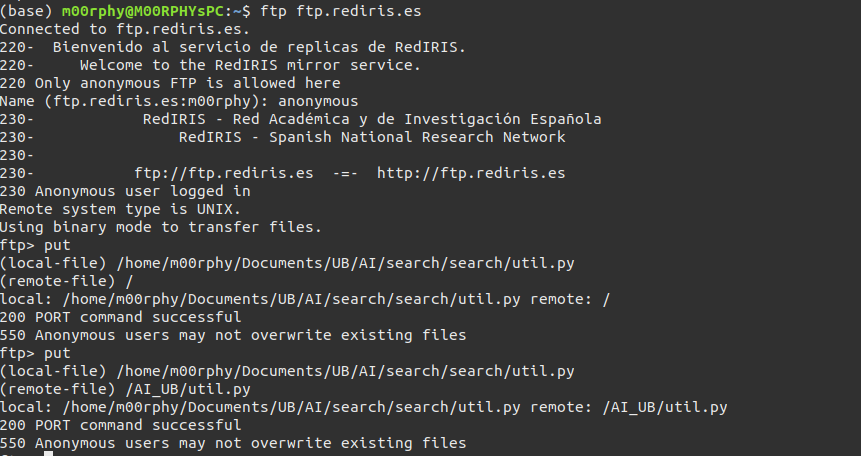 (base) m00rphy@M00RPHYsPC:~$ ftp ftp.rediris.es
Connected to ftp.rediris.es.
220-  Bienvenido al servicio de replicas de RedIRIS.
220-     Welcome to the RedIRIS mirror service.
220 Only anonymous FTP is allowed here
Name (ftp.rediris.es:m00rphy): anonymous
230-            RedIRIS - Red Académica y de Investigación Española
230-                RedIRIS - Spanish National Research Network
230-
230-           ftp://ftp.rediris.es  -=-  http://ftp.rediris.es
230 Anonymous user logged in
Remote system type is UNIX.
Using binary mode to transfer files.
ftp> put
(local-file) /home/m00rphy/Documents/UB/AI/search/search/util.py
(remote-file) /
local: /home/m00rphy/Documents/UB/AI/search/search/util.py remote: /
200 PORT command successful
550 Anonymous users may not overwrite existing files
ftp> put
(local-file) /home/m00rphy/Documents/UB/AI/search/search/util.py
(remote-file) /AI_UB/util.py
local: /home/m00rphy/Documents/UB/AI/search/search/util.py remote: /AI_UB/util.py
200 PORT command successful
550 Anonymous users may not overwrite existing files